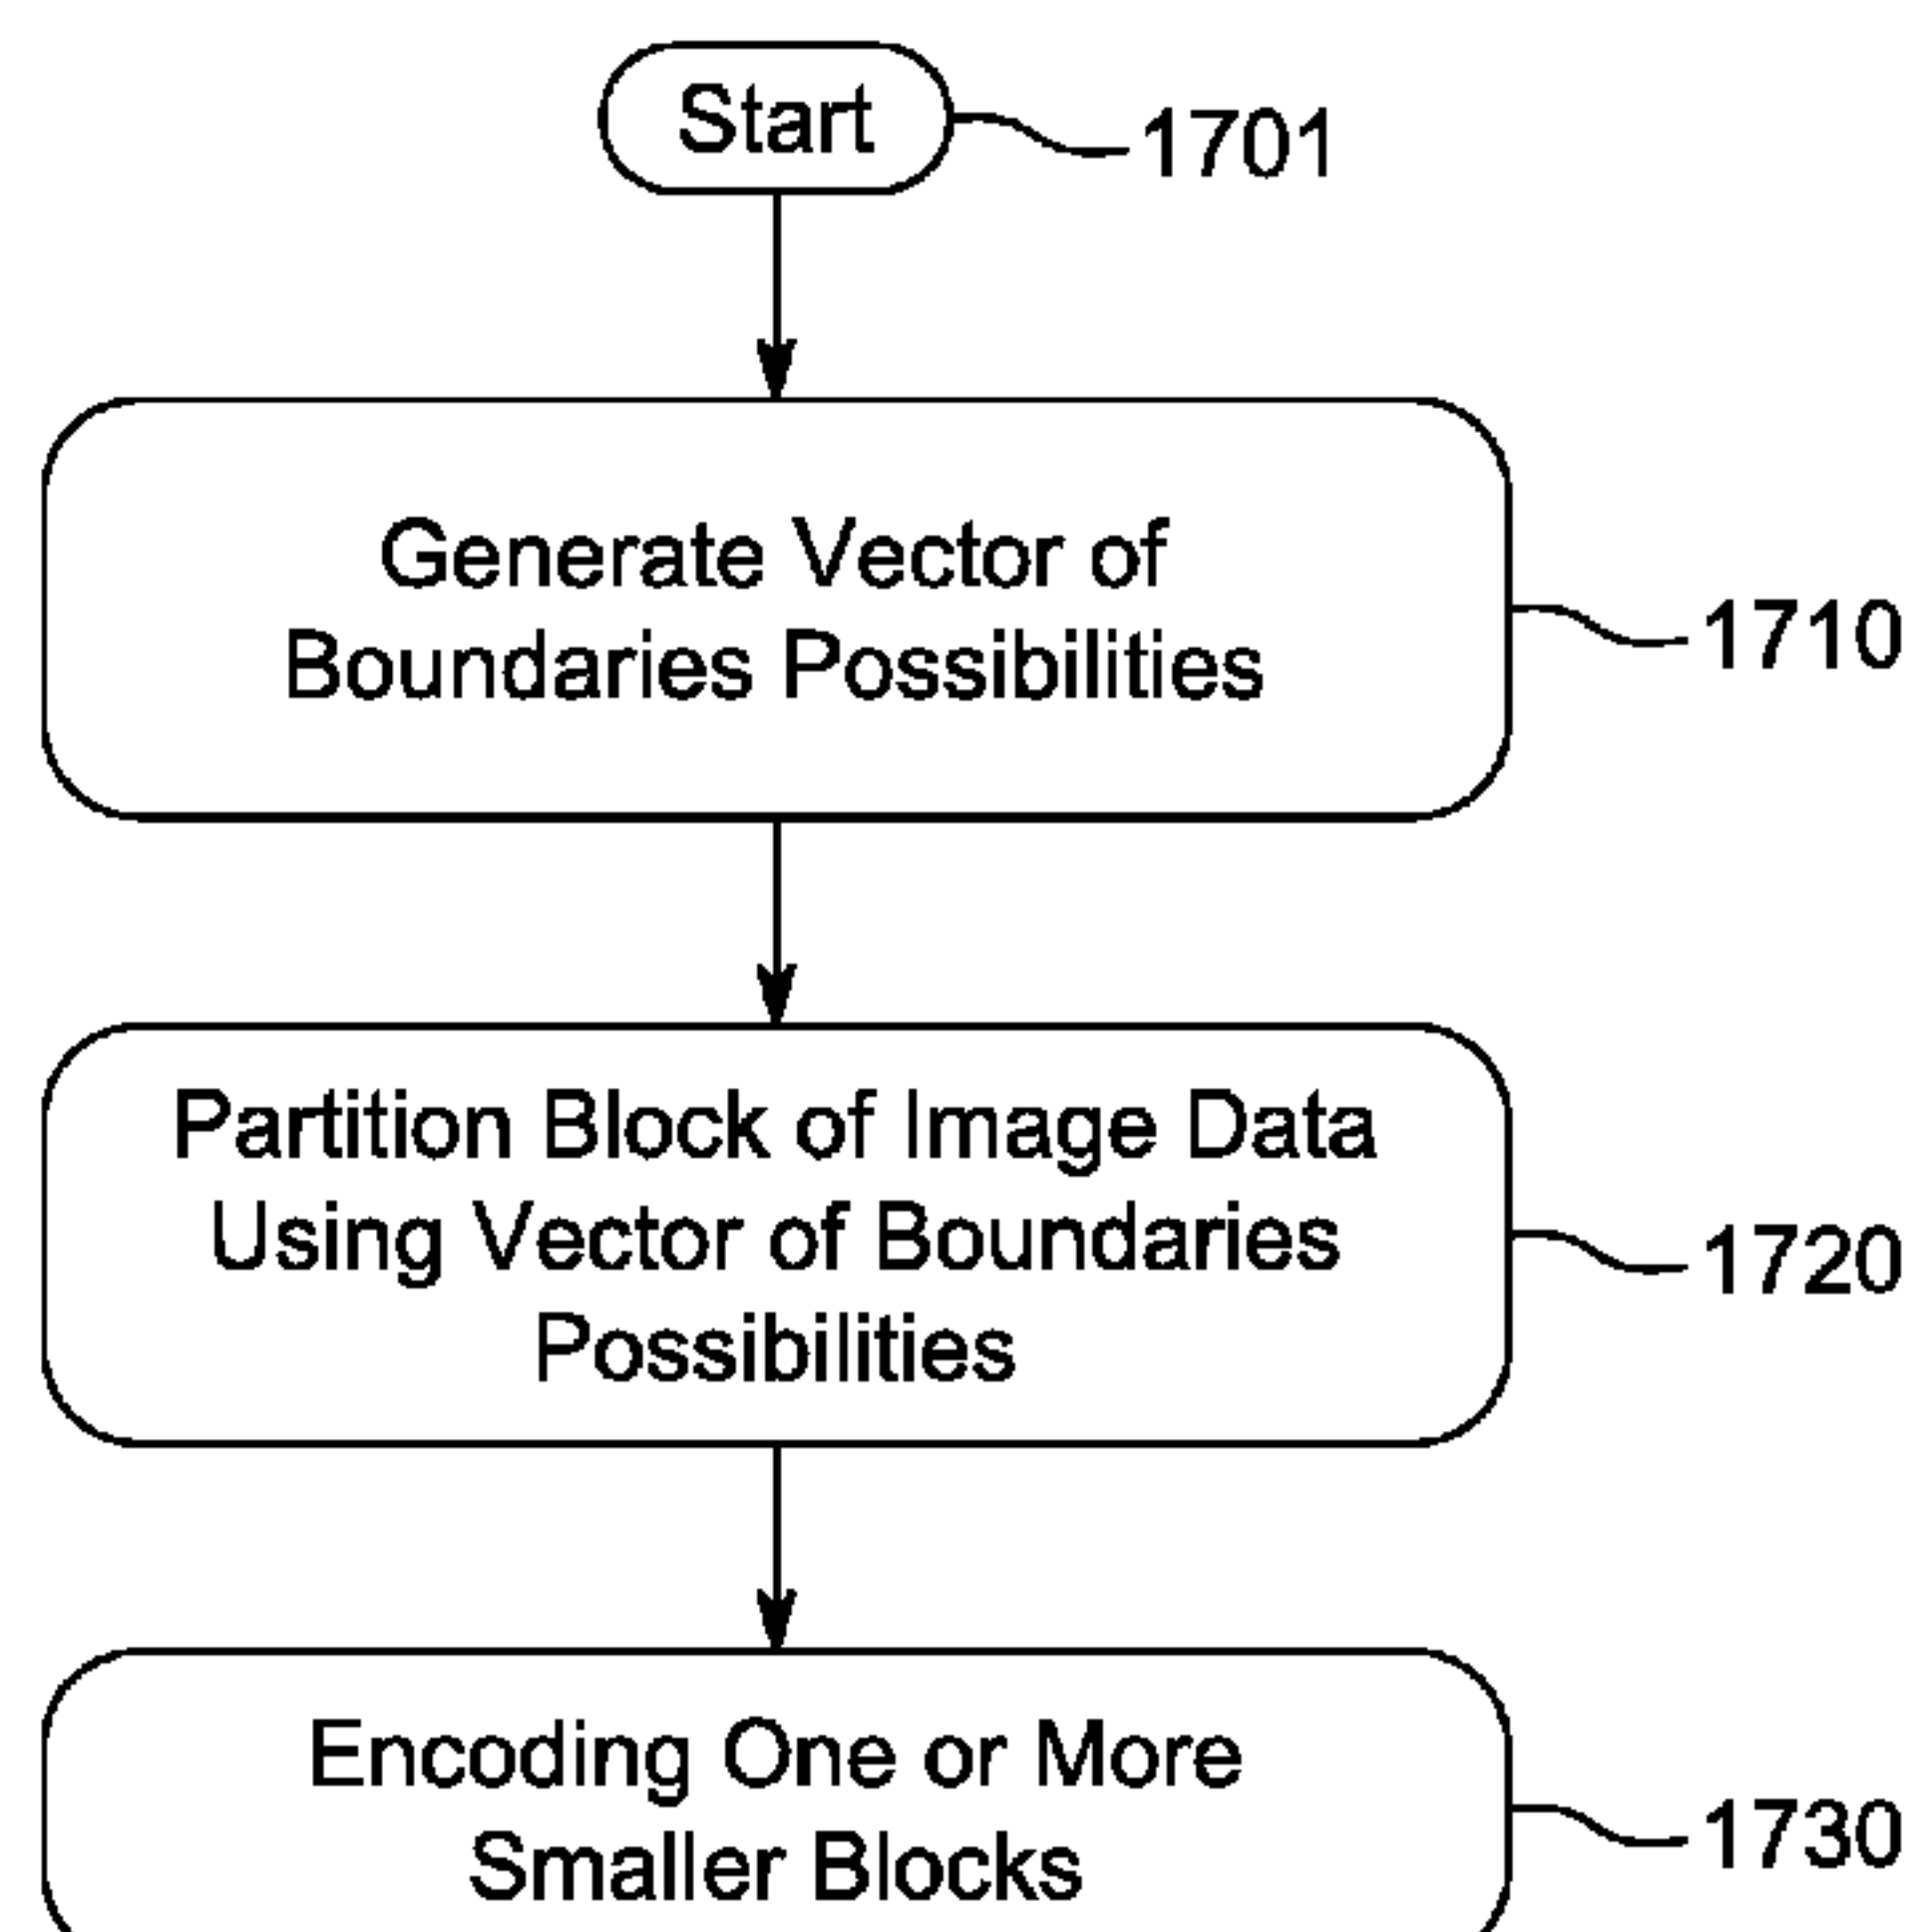 Start
1701
Generate Vector of
Boundaries Possibilities
1710
Partition Block of Image Data
Using Vector of Boundaries
Possibilities
1720
Encoding One or More
Smaller Blocks
1730